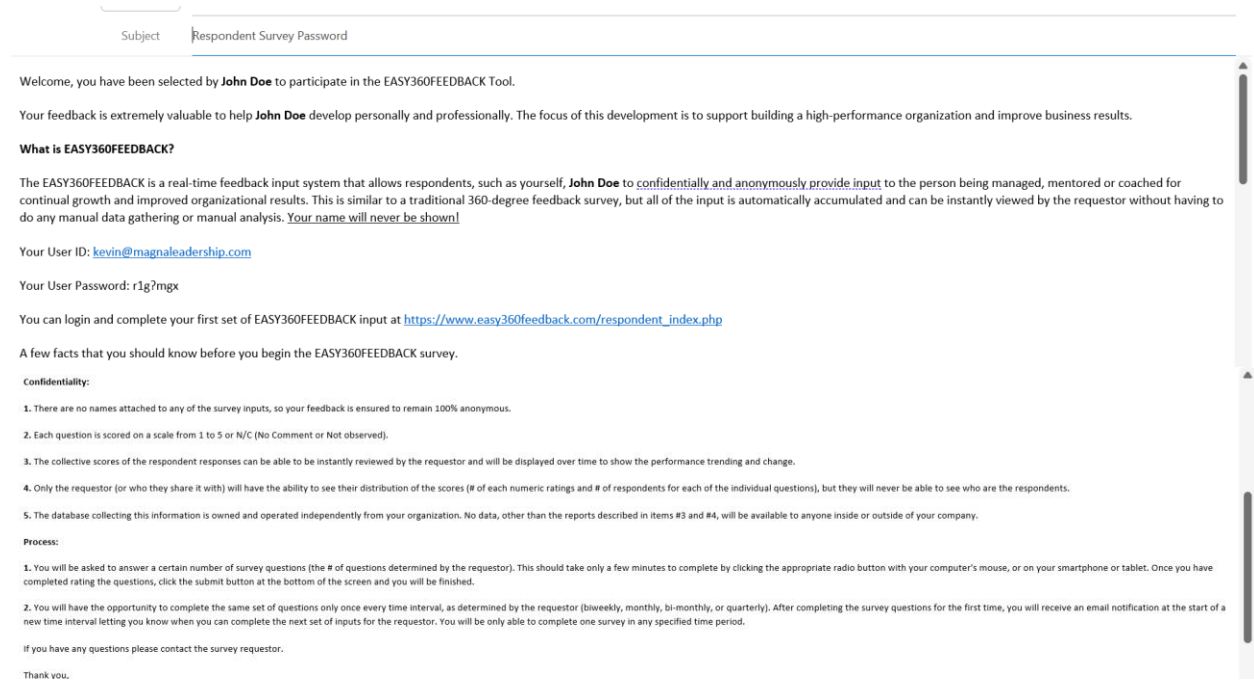 Subject Respondent Survey Password
Welcome, you have been selected by John Doe to participate in the EASY360FEEDBACK Tool.
Your feedback is extremely valuable to help John Doe develop personally and professionally. The focus of this development is to support building a high-performance organization and improve business results.
What is EASY360FEEDBACK?
The EASY360FEEDBACK is a real-time feedback input system that allows respondents, such as yourself, John Doe to confidentially and anonymously provide input to the person being managed, mentored or coached for
continual growth and improved organizational results. This is similar to a traditional 360-degree feedback survey, but all of the input is automatically accumulated and can be instantly viewed by the requestor without having to
do any manual data gathering or manual analysis. Your name will never be shown!
Your User ID: kevin@magnaleadership.com
Your User Password: r1g?mgx
You can login and complete your first set of EASY360FEEDBACK input at https://www.easy360feedback.com/respondent_index.php
A few facts that you should know before you begin the EASY360FEEDBACK survey.
Confidentiality:
1. There are no names attached to any of the survey inputs, so your feedback is ensured to remain 100% anonymous.
2. Each question is scored on a scale from 1 to 5 or N/C (No Comment or Not observed).
3. The collective scores of the respondent responses can be able to be instantly reviewed by the requestor and will be displayed over time to show the performance trending and change.
4. Only the requestor (or who they share it with) will have the ability to see their distribution of the scores (# of each numeric ratings and # of respondents for each of the individual questions), but they will never be able to see who are the respondents.
5. The database collecting this information is owned and operated independently from your organization. No data, other than the reports described in items #3 and #4, will be available to anyone inside or outside of your company.
Process:
1. You will be asked to answer a certain number of survey questions (the # of questions determined by the requestor). This should take only a few minutes to complete by clicking the appropriate radio button with your computer's mouse, or on your smartphone or tablet. Once you have
completed rating the questions, click the submit button at the bottom of the screen and you will be finished.
2. You will have the opportunity to complete the same set of questions only once every time interval, as determined by the requestor (biweekly, monthly, bi-monthly, or quarterly). After completing the survey questions for the first time, you will receive an email notification at the start of a
new time interval letting you know when you can complete the next set of inputs for the requestor. You will be only able to complete one survey in any specified time period.
If you have any questions please contact the survey requestor.
Thank you,